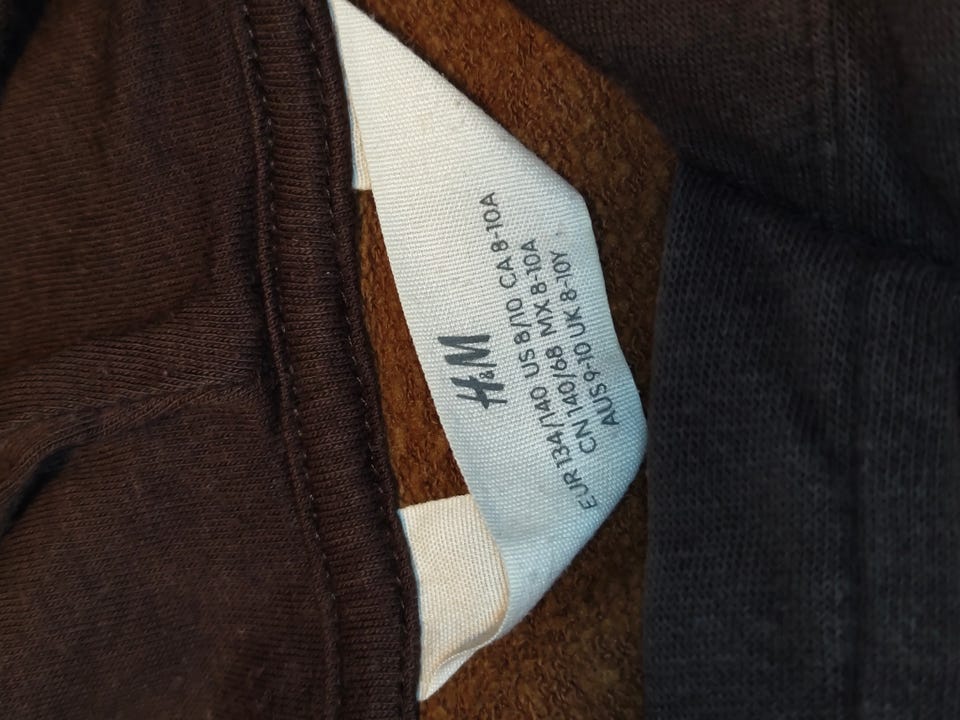 H&M
EUR 134/140 US 8/10 CA 8-10A
CN 140/68 MX 8-10A
AUS 9-10 UK 8-10Y